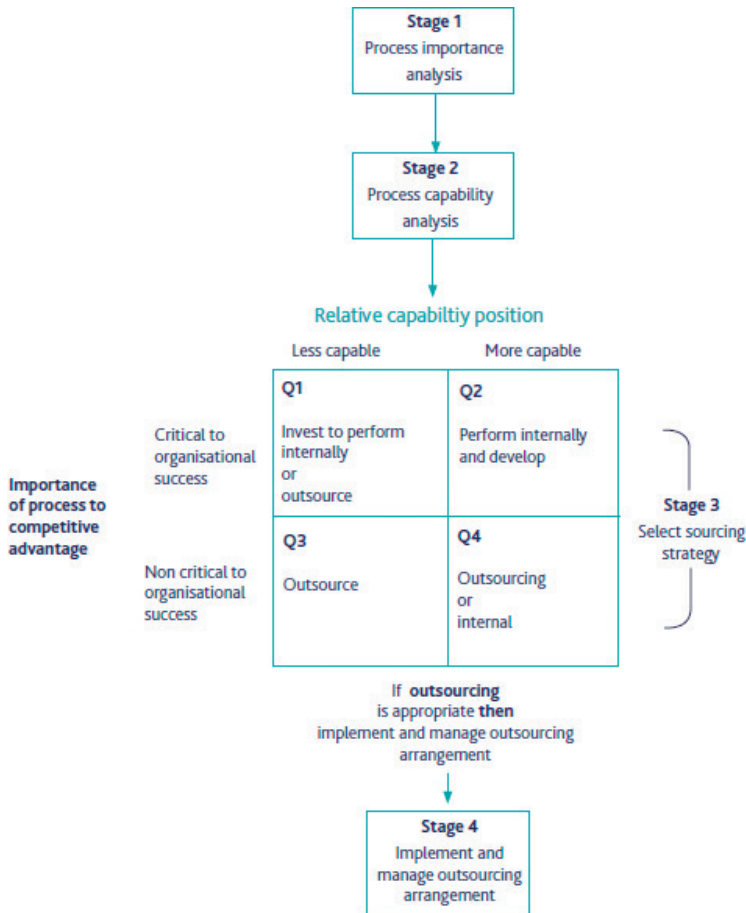 Stage 1
Process importance
analysis
Stage 2
Process capability
analysis
Relative capabiltiy position
Less capable
More capable
Importance
of process to
competitive
advantage
Critical to
organisational
success
Q1
Invest to perform
internally
or
outsource
Q2
Perform internally
and develop
Non critical to
organisational
success
Q3
Outsource
Q4
Outsourcing
or
internal
Stage 3
Select sourcing
strategy
If outsourcing
is appropriate then
implement and manage outsourcing
arrangement
Stage 4
Implement and
manage outsourcing
arrangement